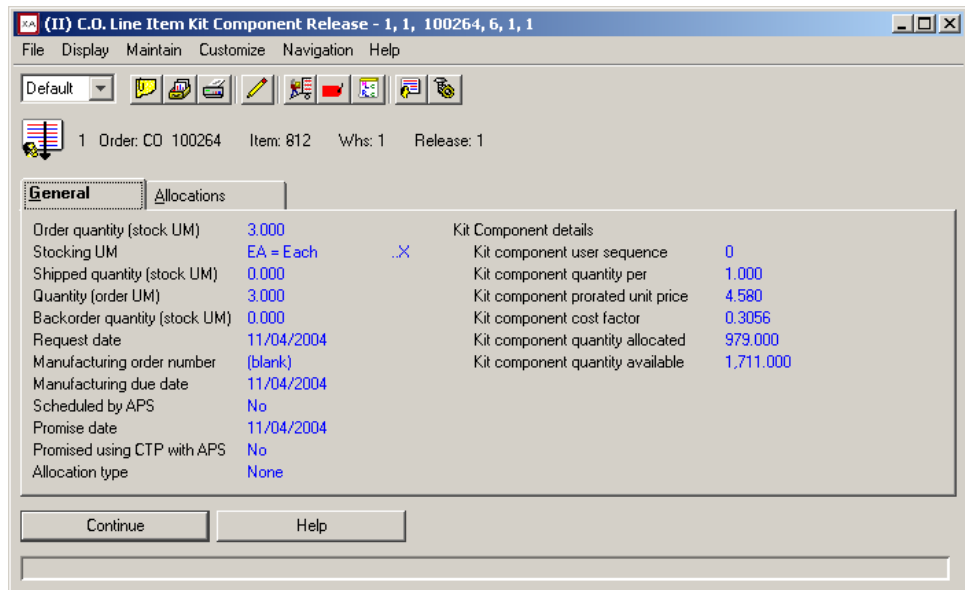 XA (II) C.O. Line Item Kit Component Release - 1, 1, 100264, 6, 1, 1
File Display Maintain Customize Navigation Help
Default
1 Order: CO 100264 Item: 812 Whs: 1 Release: 1
General Allocations
Order quantity (stock UM) 3.000 Kit Component details
Stocking UM EA = Each ..X Kit component user sequence 0
Shipped quantity (stock UM) 0.000 Kit component quantity per 1.000
Quantity (order UM) 3.000 Kit component prorated unit price 4.580
Backorder quantity (stock UM) 0.000 Kit component cost factor 0.3056
Request date 11/04/2004 Kit component quantity allocated 979.000
Manufacturing order number (blank) Kit component quantity available 1,711.000
Manufacturing due date 11/04/2004
Scheduled by APS No
Promise date 11/04/2004
Promised using CTP with APS No
Allocation type None
Continue Help